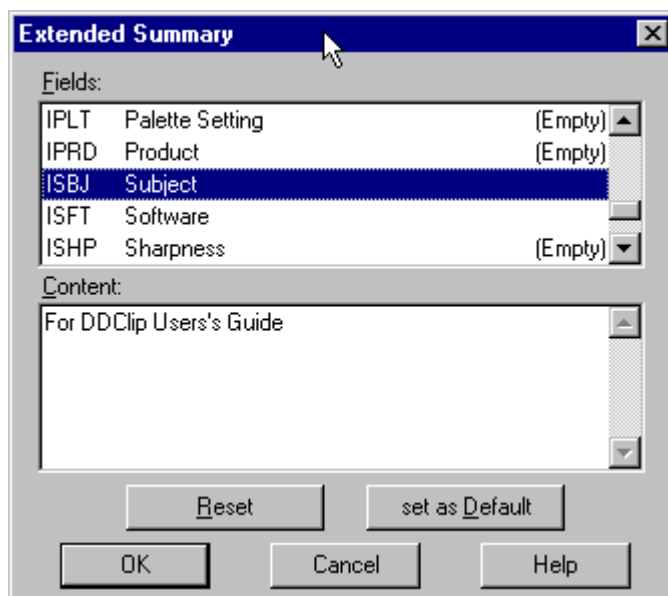 Extended Summary
Fields:
IPLT Palette Setting (Empty)
IPRD Product (Empty)
ISBJ Subject
ISFT Software
ISHP Sharpness (Empty)
Content:
For DDClip Users's Guide
Reset set as Default
OK Cancel Help